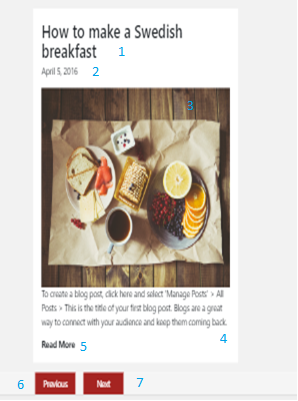 How to make a Swedish
breakfast 1
April 5, 2016 2
3
To create a blog post, click here and select 'Manage Posts' > All
Posts > This is the title of your first blog post. Blogs are a great
way to connect with your audience and keep them coming back.
4
Read More 5
6 Previous Next 7